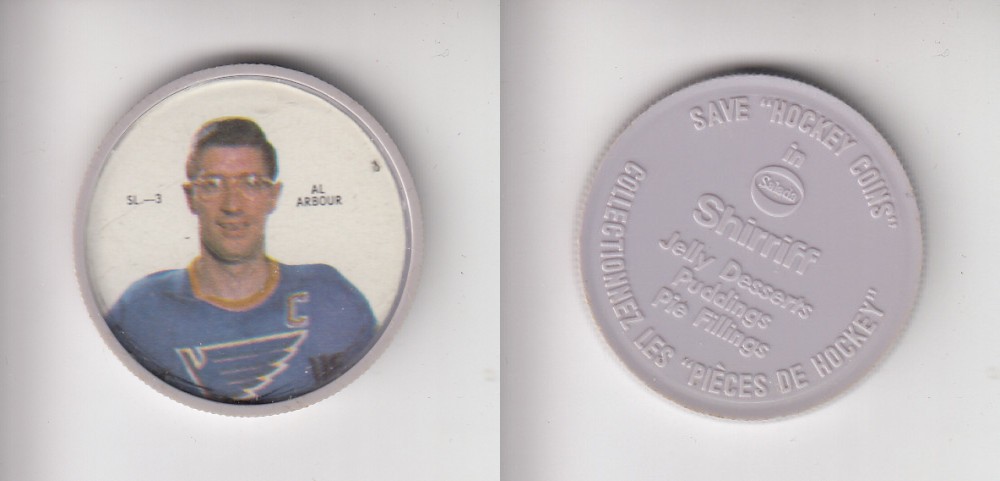 SL.—3
AL
ARBOUR
C
SAVE "HOCKEY COINS"
in
Salada
Shirriff
Jelly Desserts
Puddings
Pie Fillings
COLLECTIONNEZ LES "PIÈCES DE HOCKEY"